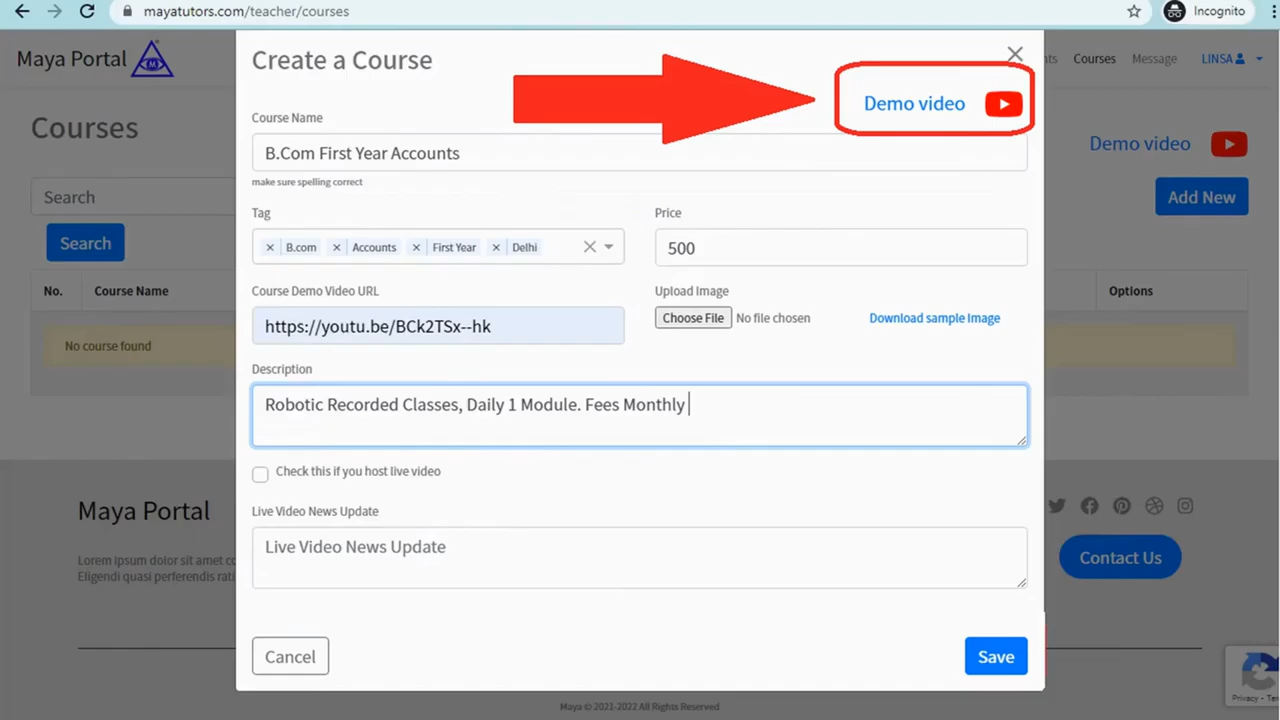 mayatutors.com/teacher/courses
Incognito
Maya Portal
Courses
Message
LINSA
Create a Course
Demo video
Courses
Course Name
B.Com First Year Accounts
make sure spelling correct
Demo video
Search
Add New
Search
Tag
Price
× B.com × Accounts × First Year × Delhi
500
No.
Course Name
Options
Course Demo Video URL
Upload Image
https://youtu.be/BCk2TSx--hk
Choose File No file chosen
Download sample Image
No course found
Description
Robotic Recorded Classes, Daily 1 Module. Fees Monthly
Check this if you host live video
Live Video News Update
Live Video News Update
Maya Portal
Lorem ipsum dolor sit amet
Eligendi quasi perferendis
Contact Us
Cancel
Save
Privacy
Maya © 2021-2022 All Rights Reserved